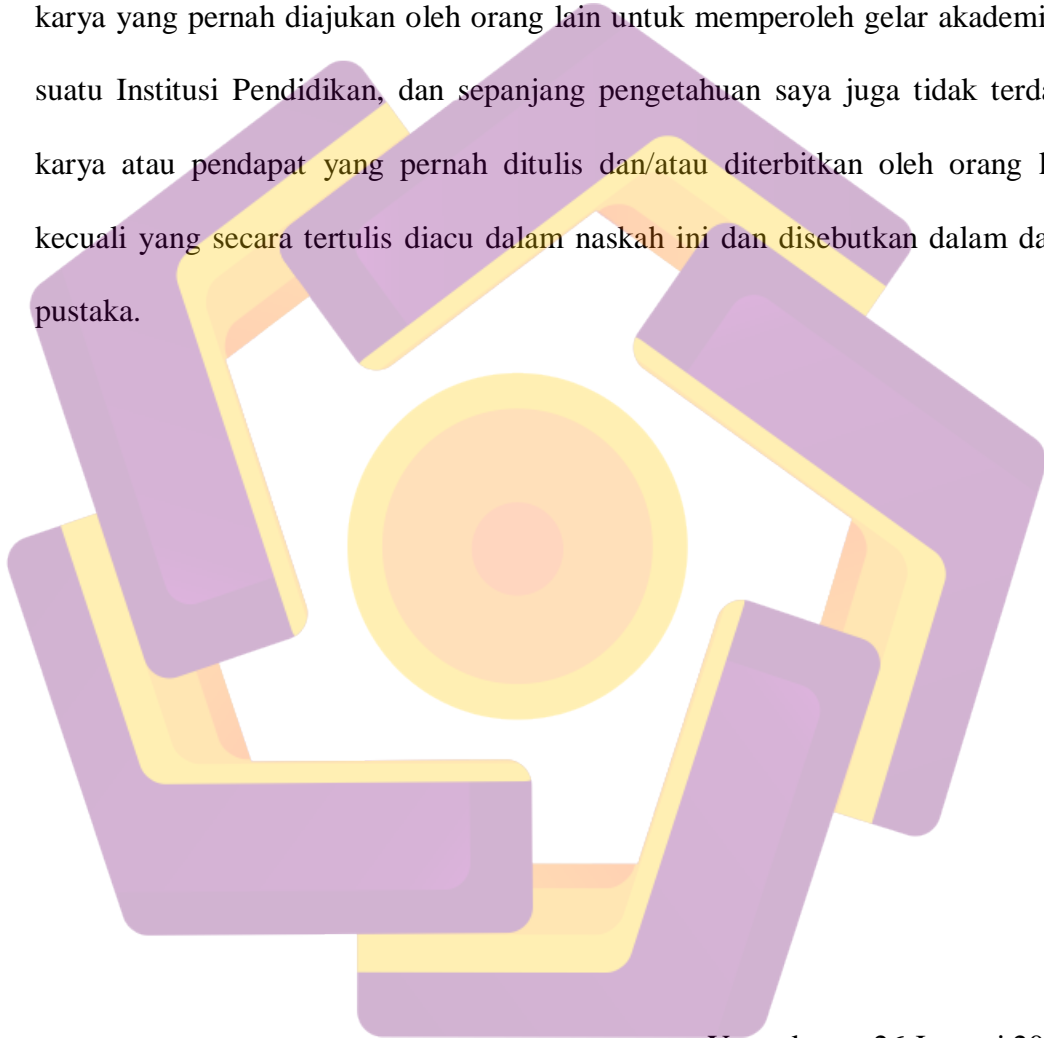 karya yang pernah diajukan oleh orang lain untuk memperoleh gelar akademi
suatu Institusi Pendidikan, dan sepanjang pengetahuan saya juga tidak terda
karya atau pendapat yang pernah ditulis dan/atau diterbitkan oleh orang l
kecuali yang secara tertulis diacu dalam naskah ini dan disebutkan dalam da
pustaka.